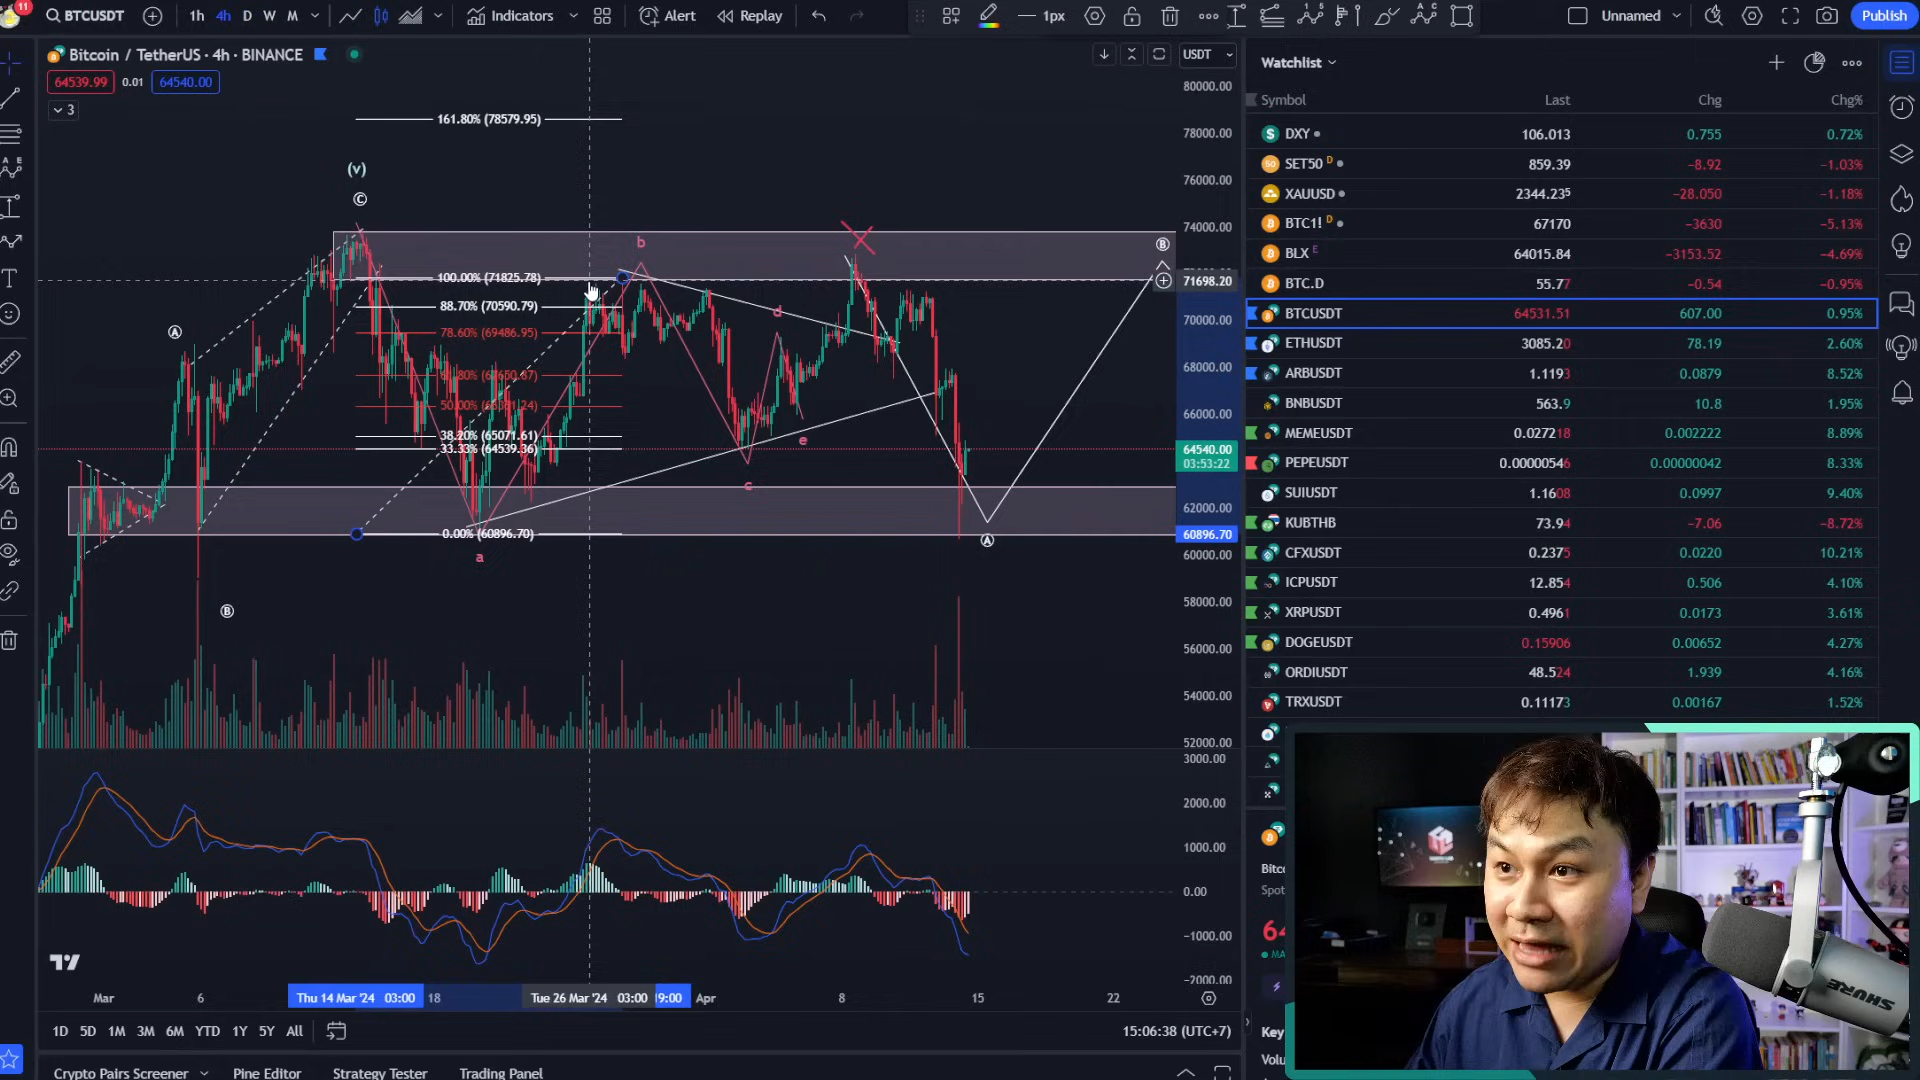 11
BTCUSDT
1h 4h D W M
Indicators
Alert
Replay
1px
Unnamed
Publish
Bitcoin / TetherUS · 4h · BINANCE
USDT
64539.99 0.01 64540.00
3
80000.00
78000.00
76000.00
74000.00
71698.20
70000.00
68000.00
66000.00
64540.00
03:53:22
62000.00
60896.70
60000.00
58000.00
56000.00
54000.00
52000.00
3000.00
2000.00
1000.00
0.00
-1000.00
-2000.00
161.80% (78579.95)
(v)
C
A
B
100.00% (71825.78)
88.70% (70590.79)
78.60% (69486.95)
38.20% (65071.61)
33.33% (64539.36)
0.00% (60896.70)
a
b
c
d
e
A
B
Mar 6 Thu 14 Mar '24 03:00 18 Tue 26 Mar '24 03:00 Apr 8 15 22
1D 5D 1M 3M 6M YTD 1Y 5Y All
15:06:38 (UTC+7)
Crypto Pairs Screener Pine Editor Strategy Tester Trading Panel
Watchlist
Symbol Last Chg Chg%
DXY 106.013 0.755 0.72%
SET50 D 859.39 −8.92 −1.03%
XAUUSD 2344.235 −28.050 −1.18%
BTC1! D 67170 −3630 −5.13%
BLX E 64015.84 −3153.52 −4.69%
BTC.D 55.77 −0.54 −0.95%
BTCUSDT 64531.51 607.00 0.95%
ETHUSDT 3085.20 78.19 2.60%
ARBUSDT 1.1193 0.0879 8.52%
BNBUSDT 563.9 10.8 1.95%
MEMEUSDT 0.027218 0.002222 8.89%
PEPEUSDT 0.00000546 0.00000042 8.33%
SUIUSDT 1.1608 0.0997 9.40%
KUBTHB 73.94 −7.06 −8.72%
CFXUSDT 0.2375 0.0220 10.21%
ICPUSDT 12.854 0.506 4.10%
XRPUSDT 0.4961 0.0173 3.61%
DOGEUSDT 0.15906 0.00652 4.27%
ORDIUSDT 48.524 1.939 4.16%
TRXUSDT 0.11173 0.00167 1.52%
Bitc
Spot
64
MA
Key
Volu
SHURE